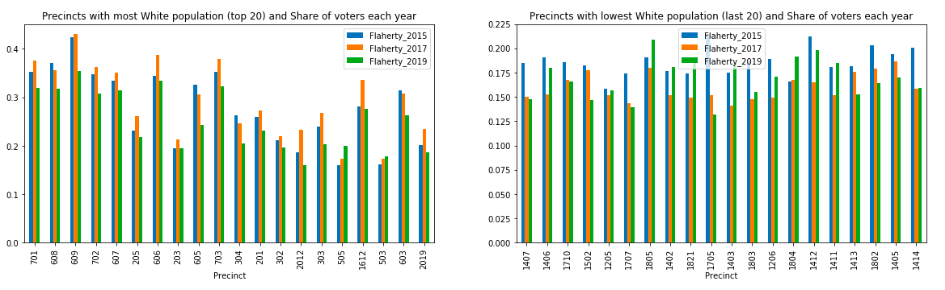 Precincts with most White population (top 20) and Share of voters each year
Flaherty_2015
Flaherty_2017
Flaherty_2019
0.4
0.3
0.2
0.1
0.0
701 608 609 702 607 205 606 203 605 703 304 201 302 2012 303 505 1612 503 603 2019
Precinct
Precincts with lowest White population (last 20) and Share of voters each year
Flaherty_2015
Flaherty_2017
Flaherty_2019
0.225
0.200
0.175
0.150
0.125
0.100
0.075
0.050
0.025
0.000
1407 1406 1710 1502 1205 1707 1805 1402 1821 1705 1403 1803 1206 1804 1412 1411 1413 1802 1405 1414
Precinct